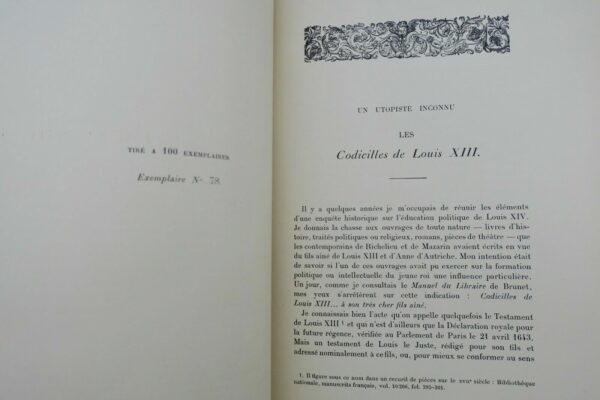 TIRÉ A 100 EXEMPLAIRES
Exemplaire No 78.
UN UTOPISTE INCONNU
LES
Codicilles de Louis XIII.
Il y a quelques années je m'occupais de réunir les éléments
d'une enquête historique sur l'éducation politique de Louis XIV.
Je donnais la chasse aux ouvrages de toute nature — livres d'his-
toire, traités politiques ou religieux, romans, pièces de théâtre — que
les contemporains de Richelieu et de Mazarin avaient écrits en vue
du fils aîné de Louis XIII et d'Anne d'Autriche. Mon intention était
de savoir si l'un de ces ouvrages avait pu exercer sur la formation
politique ou intellectuelle du jeune roi une influence particulière.
Un jour, comme je consultais le Manuel du Libraire de Brunet,
mes yeux s'arrêtèrent sur cette indication : Codicilles de
Louis XIII... à son très cher fils aîné.
Je connaissais bien l'acte qu'on appelle quelquefois le Testament
de Louis XIII ¹ et qui n'est d'ailleurs que la Déclaration royale pour
la future régence, vérifiée au Parlement de Paris le 21 avril 1643.
Mais un testament de Louis le Juste, rédigé pour son fils et
adressé nominalement à ce fils, ou, pour mieux se conformer au sens
1. Il figure sous ce nom dans un recueil de pièces sur le XVIIe siècle : Bibliothèque
nationale, manuscrits français, vol. 10206, fol. 295-301.